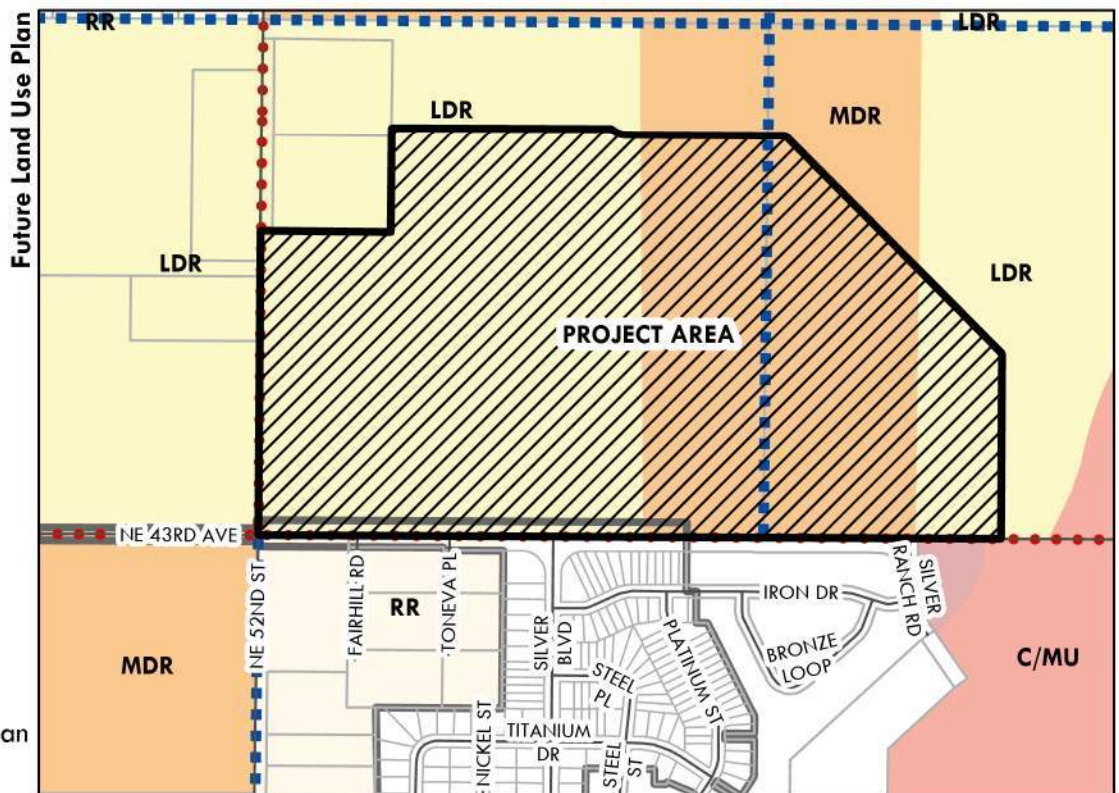 Future Land Use Plan
RR
LDR
LDR
MDR
LDR
LDR
PROJECT AREA
NE 43RD AVE
NE 52ND ST
FAIRHILL RD
TONEVA PL
RR
MDR
SILVER
BLVD
IRON DR
SILVER
RANCH RD
BRONZE
LOOP
PLATINUM ST
STEEL
PL
C/MU
NICKEL ST
TITANIUM
DR
STEEL
ST
an